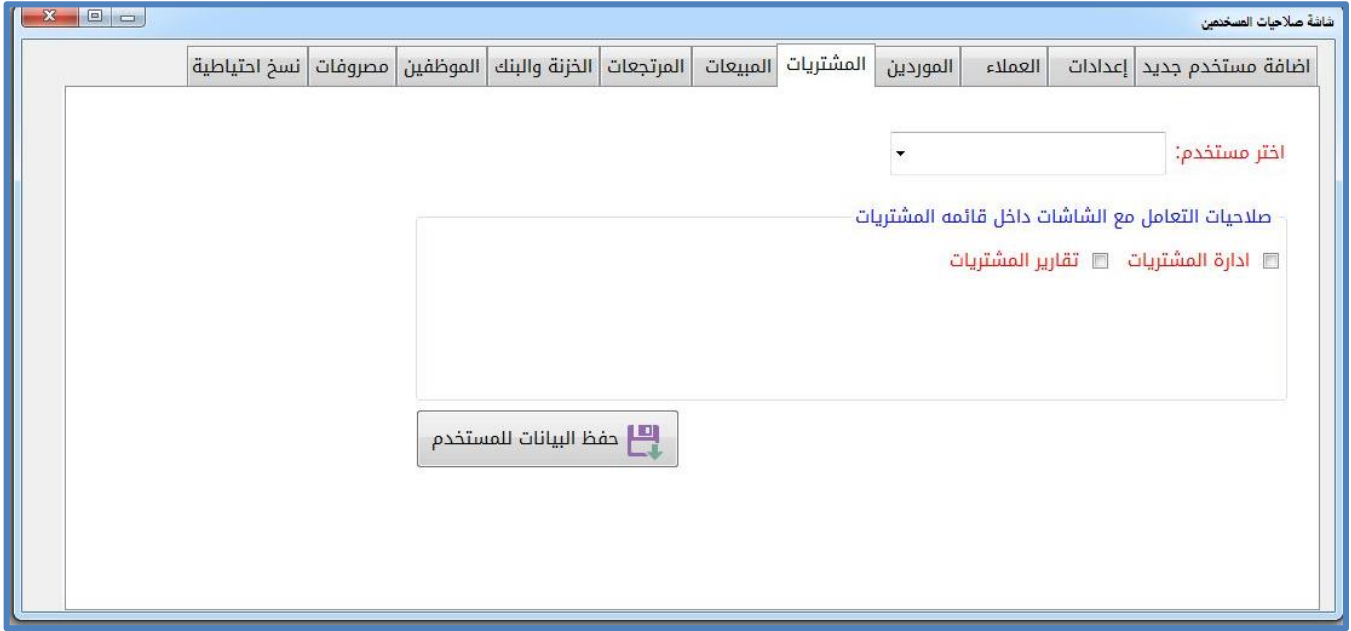 شاشة صلاحيات المسخدمين
اضافة مستخدم جديد إعدادات العملاء الموردين المشتريات المبيعات المرتجعات الخزنة والبنك الموظفين مصروفات نسخ احتياطية
اختر مستخدم:
صلاحيات التعامل مع الشاشات داخل قائمه المشتريات
ادارة المشتريات تقارير المشتريات
حفظ البيانات للمستخدم